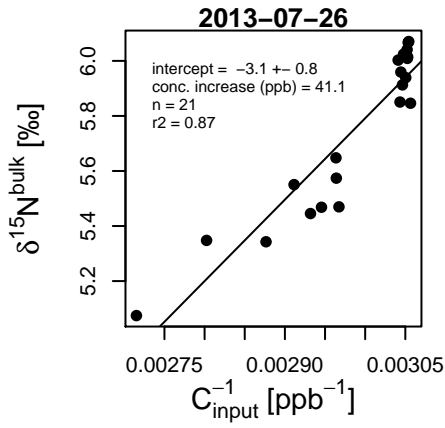 2013−07−26
intercept = −3.1 +− 0.8
conc. increase (ppb) = 41.1
n = 21
r2 = 0.87
6.0
5.8
5.6
5.4
5.2
δ¹⁵Nᵇᵘˡᵏ [‰]
0.00275 0.00290 0.00305
C⁻¹input [ppb⁻¹]